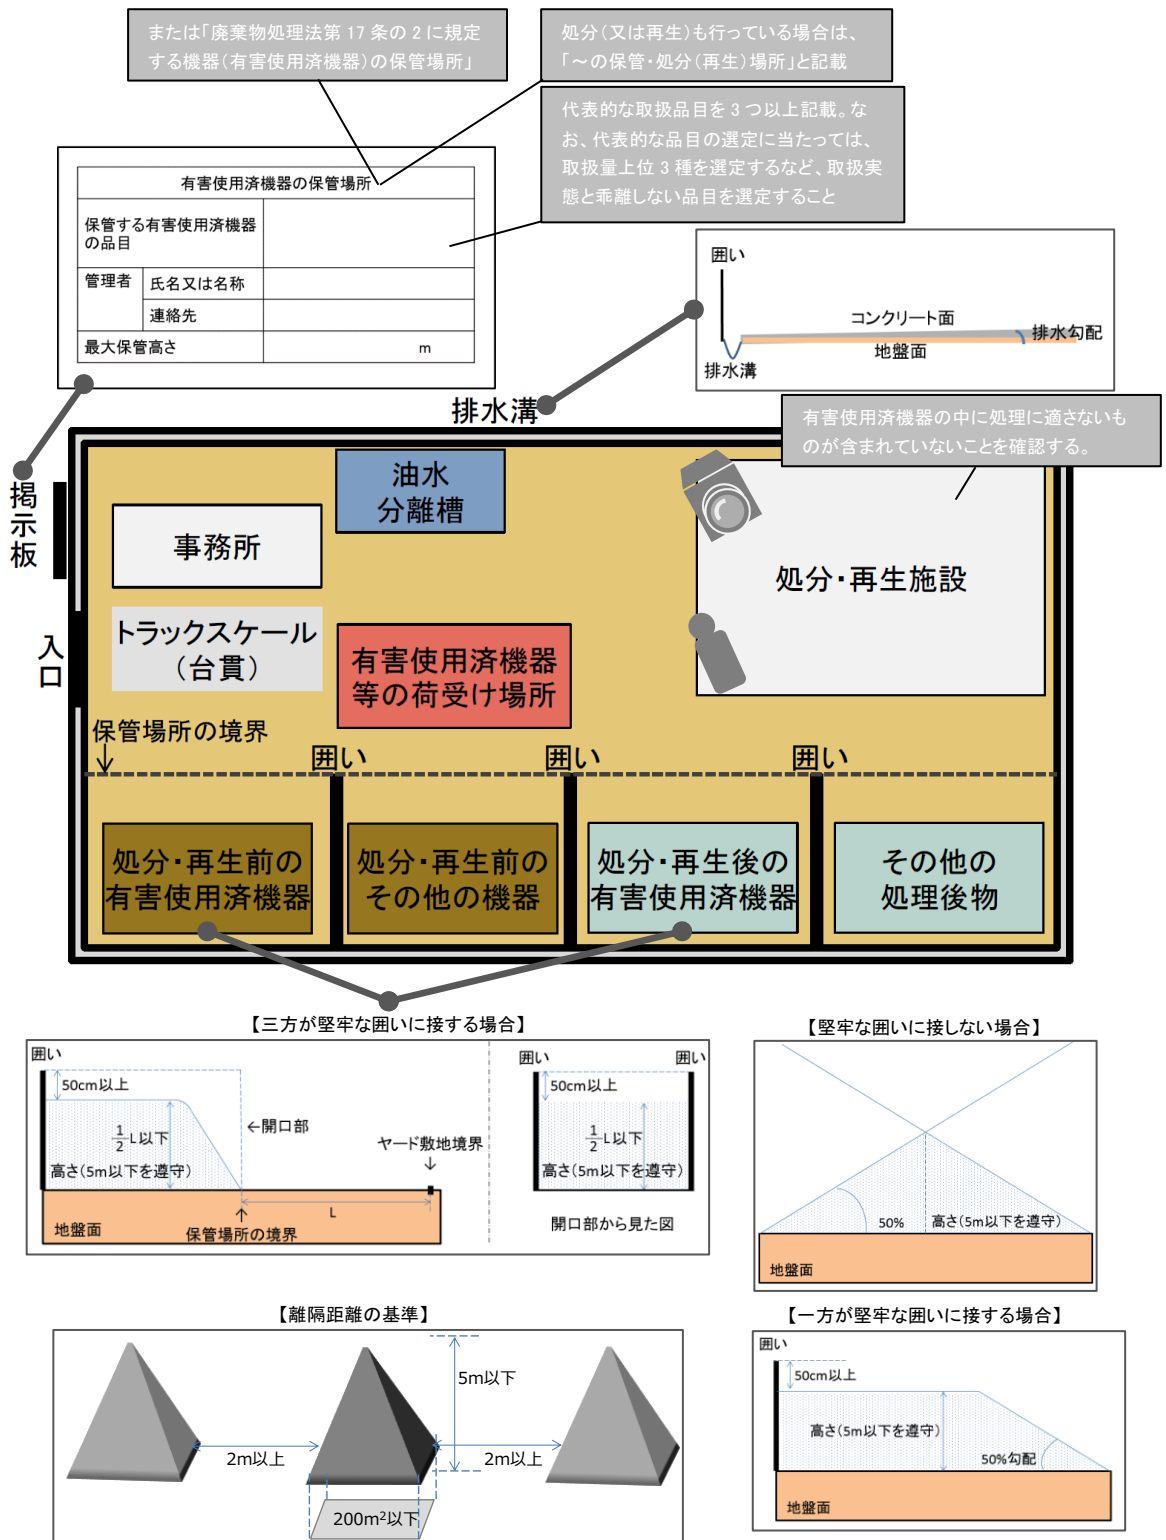 または「廃棄物処理法第 17 条の 2 に規定
する機器（有害使用済機器）の保管場所」
処分（又は再生）も行っている場合は、
「～の保管・処分（再生）場所」と記載
代表的な取扱品目を 3 つ以上記載。な
お、代表的な品目の選定に当たっては、
取扱量上位 3 種を選定するなど、取扱実
態と乖離しない品目を選定すること
有害使用済機器の保管場所
保管する有害使用済機器
の品目
管理者
氏名又は名称
連絡先
最大保管高さ
m
囲い
コンクリート面
排水勾配
地盤面
排水溝
排水溝
有害使用済機器の中に処理に適さないも
のが含まれていないことを確認する。
掲示板
油水
分離槽
事務所
処分・再生施設
入口
トラックスケール
（台貫）
有害使用済機器
等の荷受け場所
保管場所の境界
囲い
囲い
囲い
処分・再生前の
有害使用済機器
処分・再生前の
その他の機器
処分・再生後の
有害使用済機器
その他の
処理後物
【三方が堅牢な囲いに接する場合】
囲い
50cm以上
←開口部
1/2 L以下
高さ（5m以下を遵守）
ヤード敷地境界
L
地盤面
保管場所の境界
囲い
囲い
50cm以上
1/2 L以下
高さ（5m以下を遵守）
開口部から見た図
【堅牢な囲いに接しない場合】
50%
高さ（5m以下を遵守）
地盤面
【離隔距離の基準】
5m以下
2m以上
2m以上
200m²以下
【一方が堅牢な囲いに接する場合】
囲い
50cm以上
高さ（5m以下を遵守）
50%勾配
地盤面